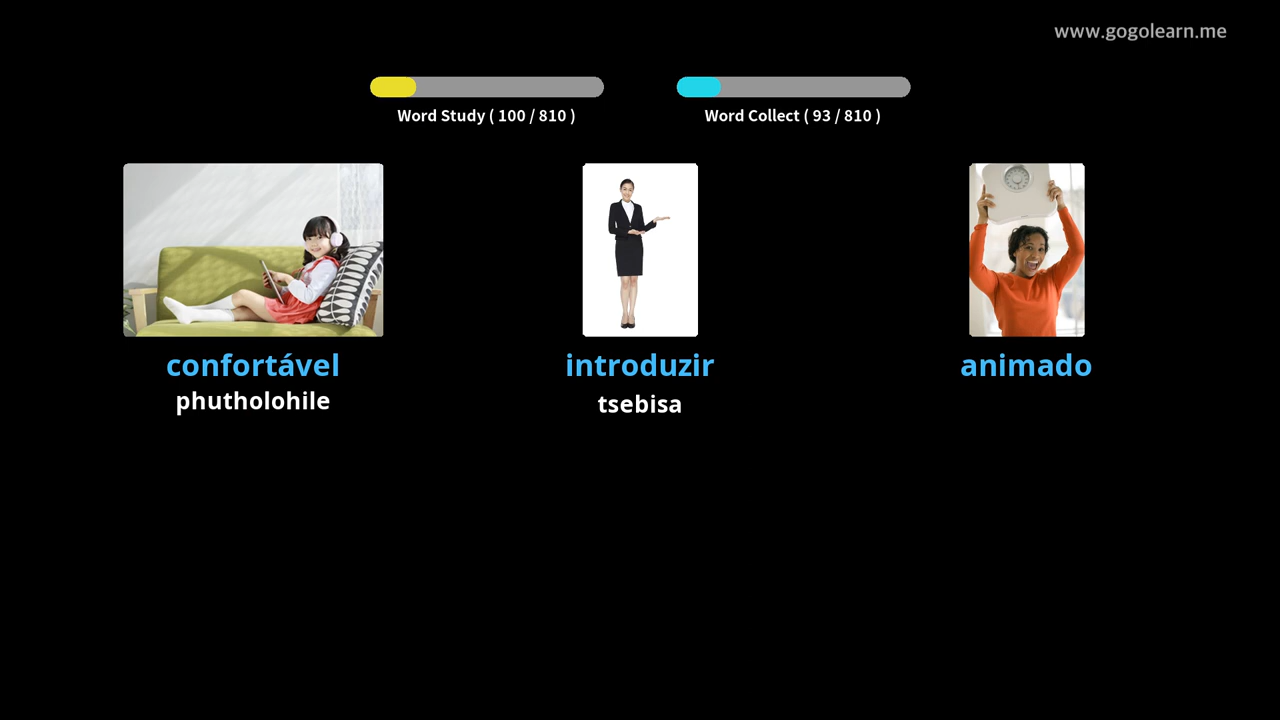 www.gogolearn.me
Word Study ( 100 / 810 )
Word Collect ( 93 / 810 )
confortável
introduzir
animado
phutholohile
tsebisa